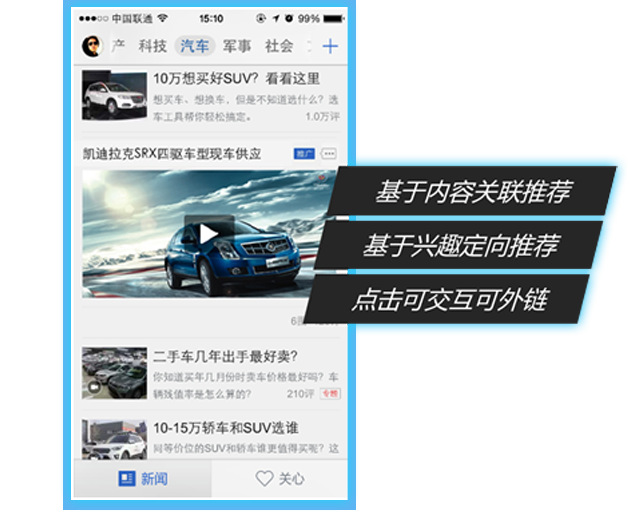 中国联通 15:10 99%
科技 汽车 军事 社会
10万想买好SUV？看看这里
想买车、想换车，但是不知道选什么？选
车工具帮你轻松搞定。 1.0万评
凯迪拉克SRX四驱车型现车供应 推广
基于内容关联推荐
基于兴趣定向推荐
点击可交互可外链
二手车几年出手最好卖？
你知道买年几月份时卖车价格最好吗？车
辆钱值率是怎么算的？ 210评 专题
10-15万轿车和SUV选谁
同等价位的SUV和轿车谁更值得买呢？这
新闻 关心